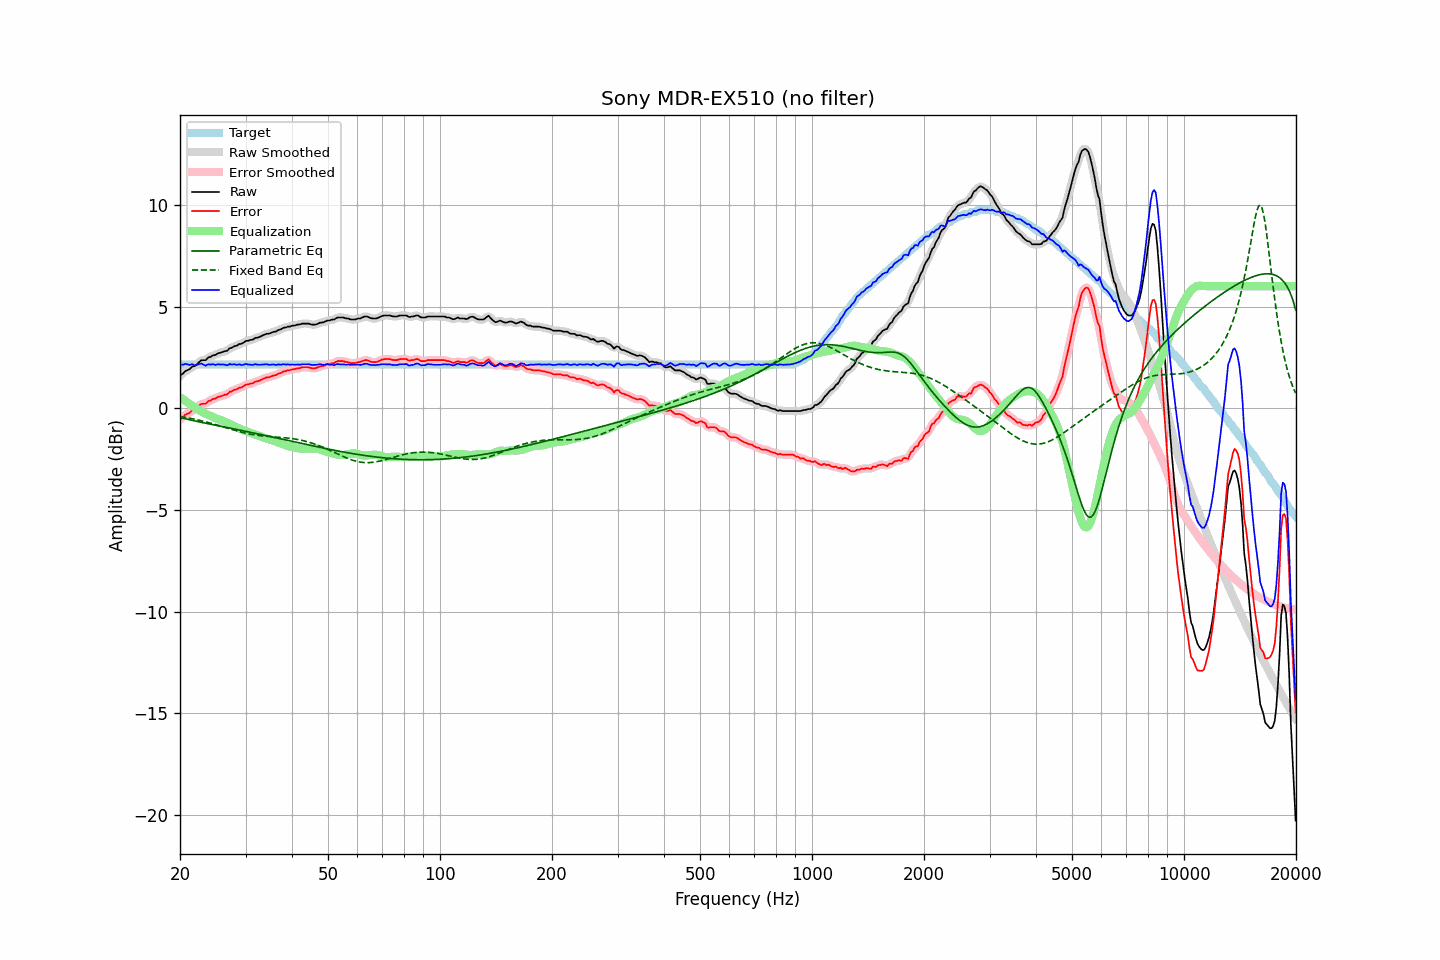 Sony MDR-EX510 (no filter)
Target
Raw Smoothed
Error Smoothed
Raw
Error
Equalization
Parametric Eq
Fixed Band Eq
Equalized
10
5
0
−5
−10
−15
−20
Amplitude (dBr)
20
50
100
200
500
1000
2000
5000
10000
20000
Frequency (Hz)